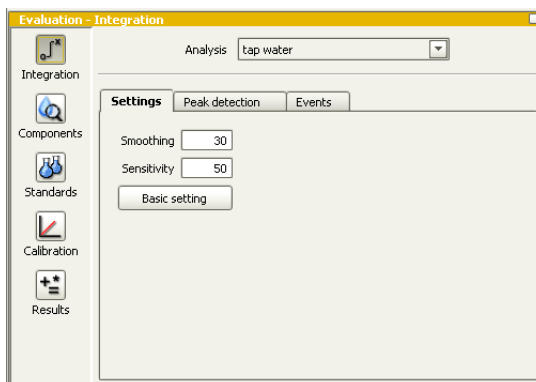 Evaluation - Integration
Integration
Components
Standards
Calibration
Results
Analysis tap water
Settings Peak detection Events
Smoothing 30
Sensitivity 50
Basic setting